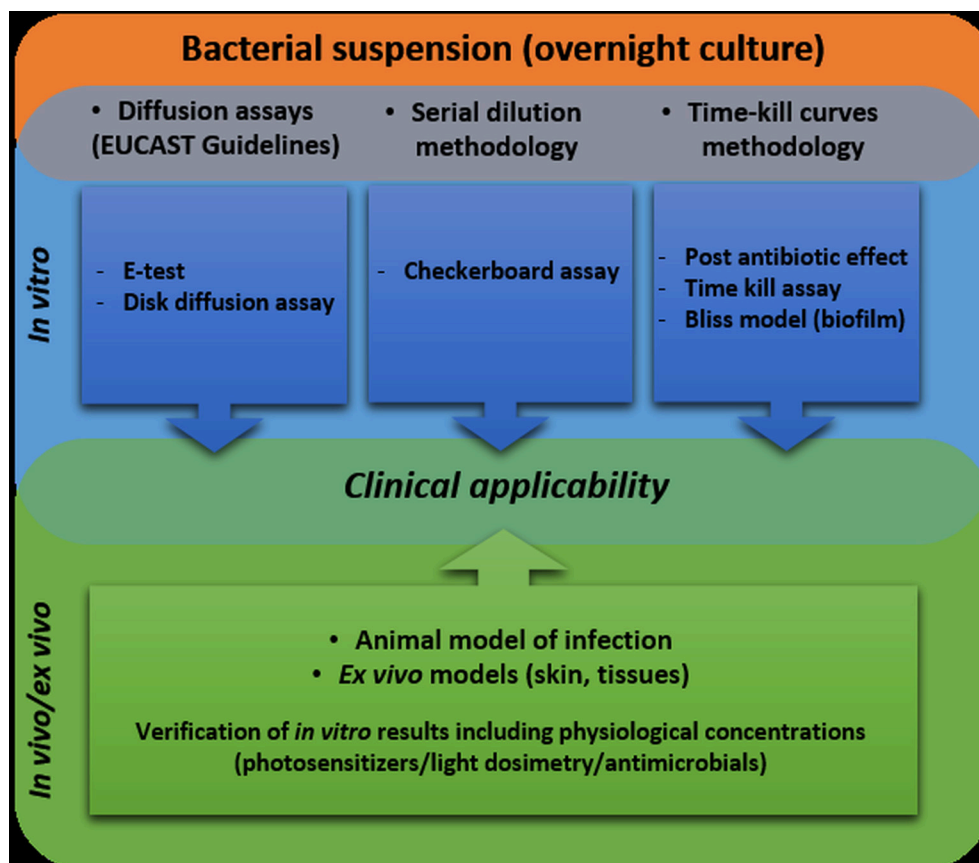 Bacterial suspension (overnight culture)
• Diffusion assays
(EUCAST Guidelines)
• Serial dilution
methodology
• Time-kill curves
methodology
In vitro
- E-test
- Disk diffusion assay
- Checkerboard assay
- Post antibiotic effect
- Time kill assay
- Bliss model (biofilm)
Clinical applicability
In vivo/ex vivo
• Animal model of infection
• Ex vivo models (skin, tissues)
Verification of in vitro results including physiological concentrations
(photosensitizers/light dosimetry/antimicrobials)